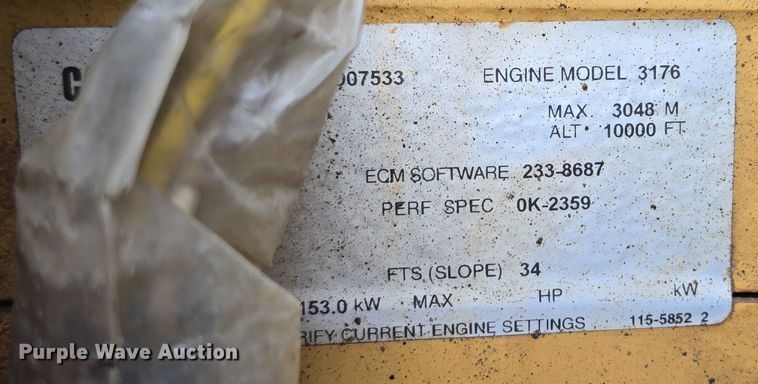 007533 ENGINE MODEL 3176
MAX. 3048 M
ALT. 10000 FT
ECM SOFTWARE 233-8687
PERF SPEC 0K-2359
FTS (SLOPE) 34
153.0 kW MAX HP kW
RIFY CURRENT ENGINE SETTINGS 115-5852 2
Purple Wave Auction